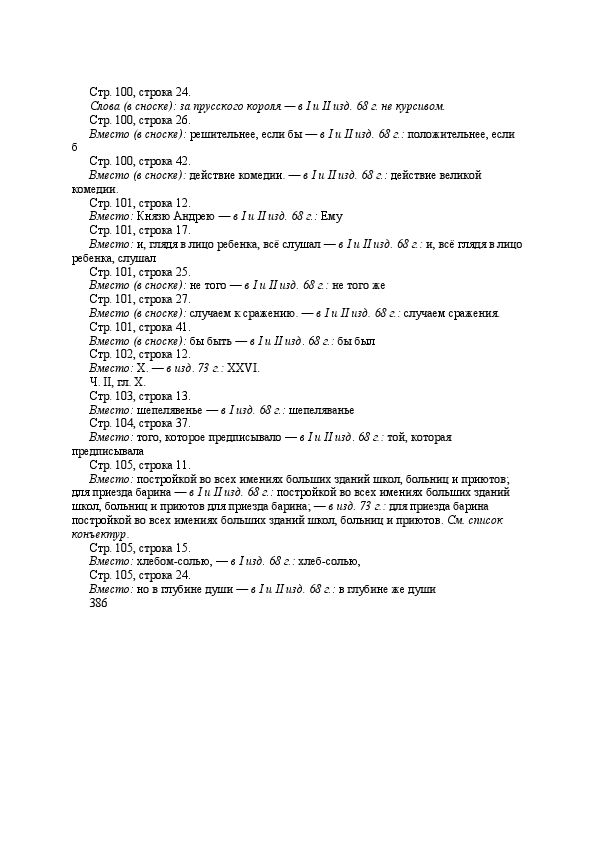 Стр. 100, строка 24.
Слова (в сноске): за прусского короля — в I и II изд. 68 г. не курсивом.
Стр. 100, строка 26.
Вместо (в сноске): решительнее, если бы — в I и II изд. 68 г.: положительнее, если
б
Стр. 100, строка 42.
Вместо (в сноске): действие комедии. — в I и II изд. 68 г.: действие великой
комедии.
Стр. 101, строка 12.
Вместо: Князю Андрею — в I и II изд. 68 г.: Ему
Стр. 101, строка 17.
Вместо: и, глядя в лицо ребенка, всё слушал — в I и II изд. 68 г.: и, всё глядя в лицо
ребенка, слушал
Стр. 101, строка 25.
Вместо (в сноске): не того — в I и II изд. 68 г.: не того же
Стр. 101, строка 27.
Вместо (в сноске): случаем к сражению. — в I и II изд. 68 г.: случаем сражения.
Стр. 101, строка 41.
Вместо (в сноске): бы быть — в I и II изд. 68 г.: бы был
Стр. 102, строка 12.
Вместо: X. — в изд. 73 г.: XXVI.
Ч. II, гл. X.
Стр. 103, строка 13.
Вместо: шепелявенье — в I изд. 68 г.: шепеляванье
Стр. 104, строка 37.
Вместо: того, которое предписывало — в I и II изд. 68 г.: той, которая
предписывала
Стр. 105, строка 11.
Вместо: постройкой во всех имениях больших зданий школ, больниц и приютов;
для приезда барина — в I и II изд. 68 г.: постройкой во всех имениях больших зданий
школ, больниц и приютов для приезда барина; — в изд. 73 г.: для приезда барина
постройкой во всех имениях больших зданий школ, больниц и приютов. См. список
конъектур.
Стр. 105, строка 15.
Вместо: хлебом-солью, — в I изд. 68 г.: хлеб-солью,
Стр. 105, строка 24.
Вместо: но в глубине души — в I и II изд. 68 г.: в глубине же души
386